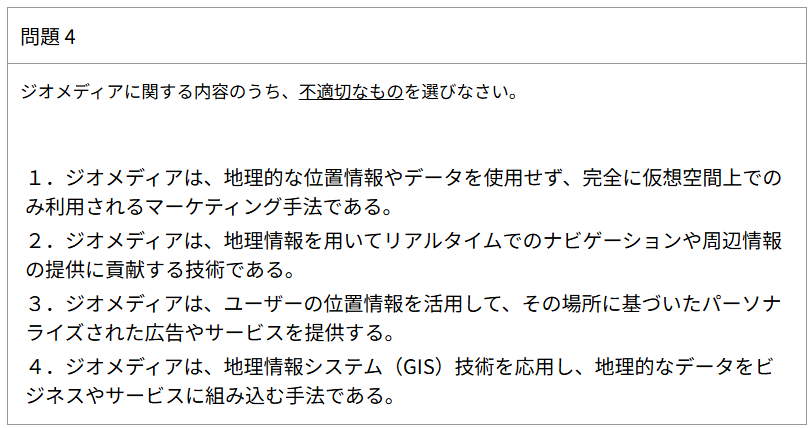 問題 4
ジオメディアに関する内容のうち、不適切なものを選びなさい。
１．ジオメディアは、地理的な位置情報やデータを使用せず、完全に仮想空間上での
み利用されるマーケティング手法である。
２．ジオメディアは、地理情報を用いてリアルタイムでのナビゲーションや周辺情報
の提供に貢献する技術である。
３．ジオメディアは、ユーザーの位置情報を活用して、その場所に基づいたパーソナ
ライズされた広告やサービスを提供する。
４．ジオメディアは、地理情報システム（GIS）技術を応用し、地理的なデータをビ
ジネスやサービスに組み込む手法である。